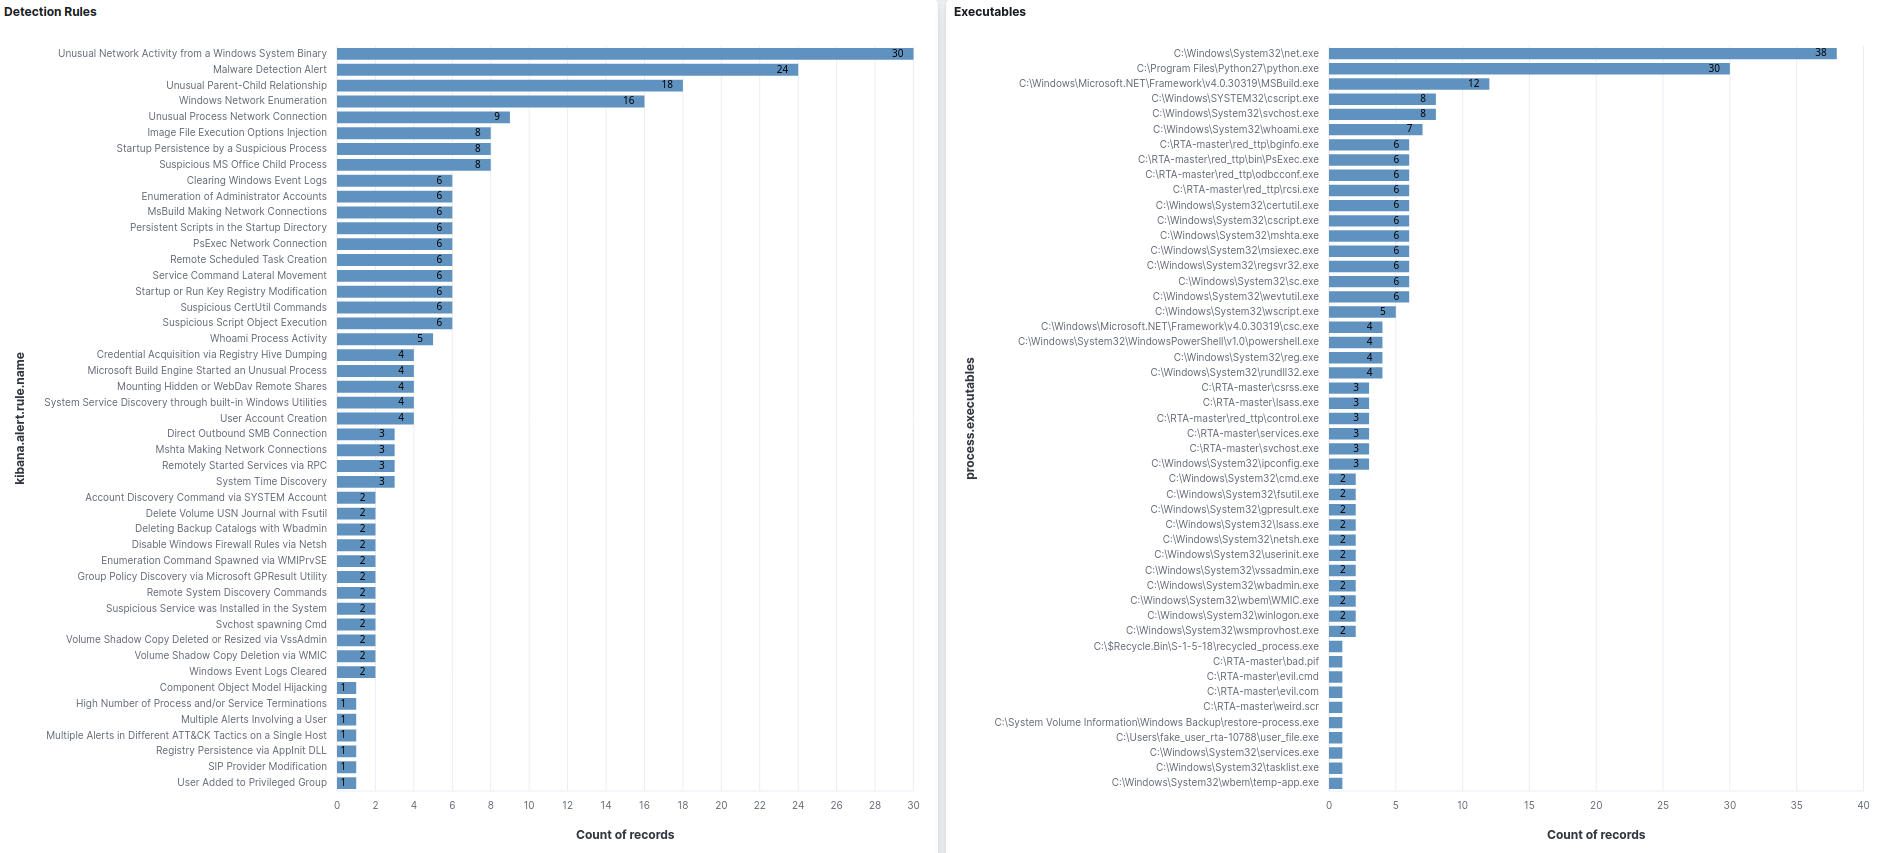 Detection Rules
kibana.alert.rule.name
Unusual Network Activity from a Windows System Binary 30
Malware Detection Alert 24
Unusual Parent-Child Relationship 18
Windows Network Enumeration 16
Unusual Process Network Connection 9
Image File Execution Options Injection 8
Startup Persistence by a Suspicious Process 8
Suspicious MS Office Child Process 8
Clearing Windows Event Logs 6
Enumeration of Administrator Accounts 6
MsBuild Making Network Connections 6
Persistent Scripts in the Startup Directory 6
PsExec Network Connection 6
Remote Scheduled Task Creation 6
Service Command Lateral Movement 6
Startup or Run Key Registry Modification 6
Suspicious CertUtil Commands 6
Suspicious Script Object Execution 6
Whoami Process Activity 5
Credential Acquisition via Registry Hive Dumping 4
Microsoft Build Engine Started an Unusual Process 4
Mounting Hidden or WebDav Remote Shares 4
System Service Discovery through built-in Windows Utilities 4
User Account Creation 4
Direct Outbound SMB Connection 3
Mshta Making Network Connections 3
Remotely Started Services via RPC 3
System Time Discovery 3
Account Discovery Command via SYSTEM Account 2
Delete Volume USN Journal with Fsutil 2
Deleting Backup Catalogs with Wbadmin 2
Disable Windows Firewall Rules via Netsh 2
Enumeration Command Spawned via WMIPrvSE 2
Group Policy Discovery via Microsoft GPResult Utility 2
Remote System Discovery Commands 2
Suspicious Service was Installed in the System 2
Svchost spawning Cmd 2
Volume Shadow Copy Deleted or Resized via VssAdmin 2
Volume Shadow Copy Deletion via WMIC 2
Windows Event Logs Cleared 2
Component Object Model Hijacking 1
High Number of Process and/or Service Terminations 1
Multiple Alerts Involving a User 1
Multiple Alerts in Different ATT&CK Tactics on a Single Host 1
Registry Persistence via AppInit DLL 1
SIP Provider Modification 1
User Added to Privileged Group 1
0 2 4 6 8 10 12 14 16 18 20 22 24 26 28 30
Count of records
Executables
process.executables
C:\Windows\System32\net.exe 38
C:\Program Files\Python27\python.exe 30
C:\Windows\Microsoft.NET\Framework\v4.0.30319\MSBuild.exe 12
C:\Windows\SYSTEM32\cscript.exe 8
C:\Windows\System32\svchost.exe 8
C:\Windows\System32\whoami.exe 7
C:\RTA-master\red_ttp\bginfo.exe 6
C:\RTA-master\red_ttp\bin\PsExec.exe 6
C:\RTA-master\red_ttp\odbcconf.exe 6
C:\RTA-master\red_ttp\rcsi.exe 6
C:\Windows\System32\certutil.exe 6
C:\Windows\System32\cscript.exe 6
C:\Windows\System32\mshta.exe 6
C:\Windows\System32\msiexec.exe 6
C:\Windows\System32\regsvr32.exe 6
C:\Windows\System32\sc.exe 6
C:\Windows\System32\wevtutil.exe 6
C:\Windows\System32\wscript.exe 5
C:\Windows\Microsoft.NET\Framework\v4.0.30319\csc.exe 4
C:\Windows\System32\WindowsPowerShell\v1.0\powershell.exe 4
C:\Windows\System32\reg.exe 4
C:\Windows\System32\rundll32.exe 4
C:\RTA-master\csrss.exe 3
C:\RTA-master\lsass.exe 3
C:\RTA-master\red_ttp\control.exe 3
C:\RTA-master\services.exe 3
C:\RTA-master\svchost.exe 3
C:\Windows\System32\ipconfig.exe 3
C:\Windows\System32\cmd.exe 2
C:\Windows\System32\fsutil.exe 2
C:\Windows\System32\gpresult.exe 2
C:\Windows\System32\lsass.exe 2
C:\Windows\System32\netsh.exe 2
C:\Windows\System32\userinit.exe 2
C:\Windows\System32\vssadmin.exe 2
C:\Windows\System32\wbadmin.exe 2
C:\Windows\System32\wbem\WMIC.exe 2
C:\Windows\System32\winlogon.exe 2
C:\Windows\System32\wsmprovhost.exe 2
C:\$Recycle.Bin\S-1-5-18\recycled_process.exe
C:\RTA-master\bad.pif
C:\RTA-master\evil.cmd
C:\RTA-master\evil.com
C:\RTA-master\weird.scr
C:\System Volume Information\Windows Backup\restore-process.exe
C:\Users\fake_user_rta-10788\user_file.exe
C:\Windows\System32\services.exe
C:\Windows\System32\tasklist.exe
C:\Windows\System32\wbem\temp-app.exe
0 5 10 15 20 25 30 35 40
Count of records